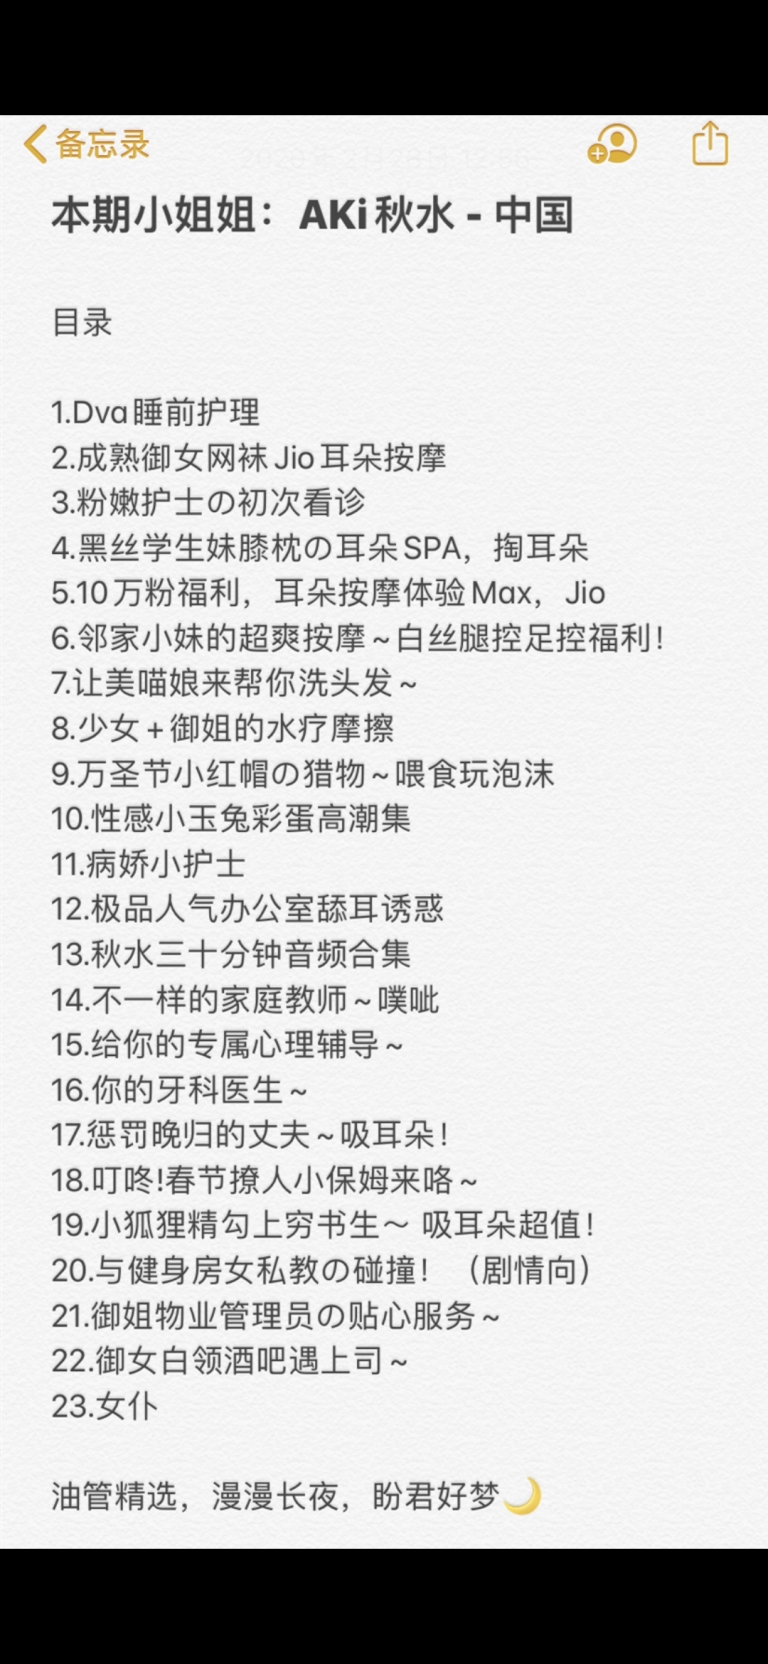 备忘录
本期小姐姐：AKi秋水 - 中国
目录
1.Dva睡前护理
2.成熟御女网袜Jio耳朵按摩
3.粉嫩护士の初次看诊
4.黑丝学生妹膝枕の耳朵SPA，掏耳朵
5.10万粉福利，耳朵按摩体验Max，Jio
6.邻家小妹的超爽按摩~白丝腿控足控福利！
7.让美喵娘来帮你洗头发~
8.少女+御姐的水疗摩擦
9.万圣节小红帽の猎物~喂食玩泡沫
10.性感小玉兔彩蛋高潮集
11.病娇小护士
12.极品人气办公室舔耳诱惑
13.秋水三十分钟音频合集
14.不一样的家庭教师~噗呲
15.给你的专属心理辅导~
16.你的牙科医生~
17.惩罚晚归的丈夫~吸耳朵！
18.叮咚!春节撩人小保姆来咯~
19.小狐狸精勾上穷书生～ 吸耳朵超值！
20.与健身房女私教の碰撞！（剧情向）
21.御姐物业管理员の贴心服务~
22.御女白领酒吧遇上司~
23.女仆
油管精选，漫漫长夜，盼君好梦🌙